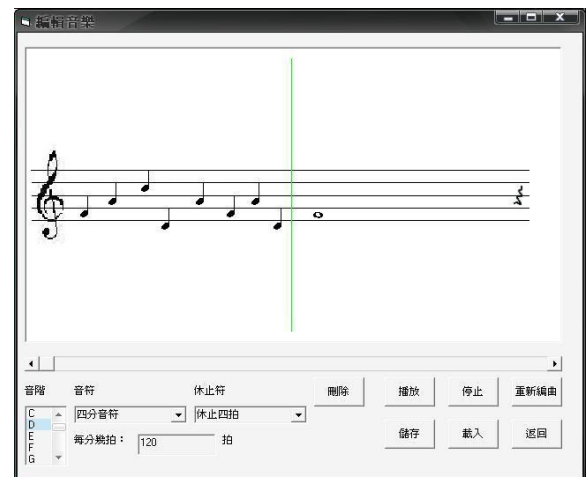 編輯音樂
音階 音符 休止符 刪除 播放 停止 重新編曲
C
D 四分音符 休止四拍
E
F 每分幾拍： 120 拍 儲存 載入 返回
G